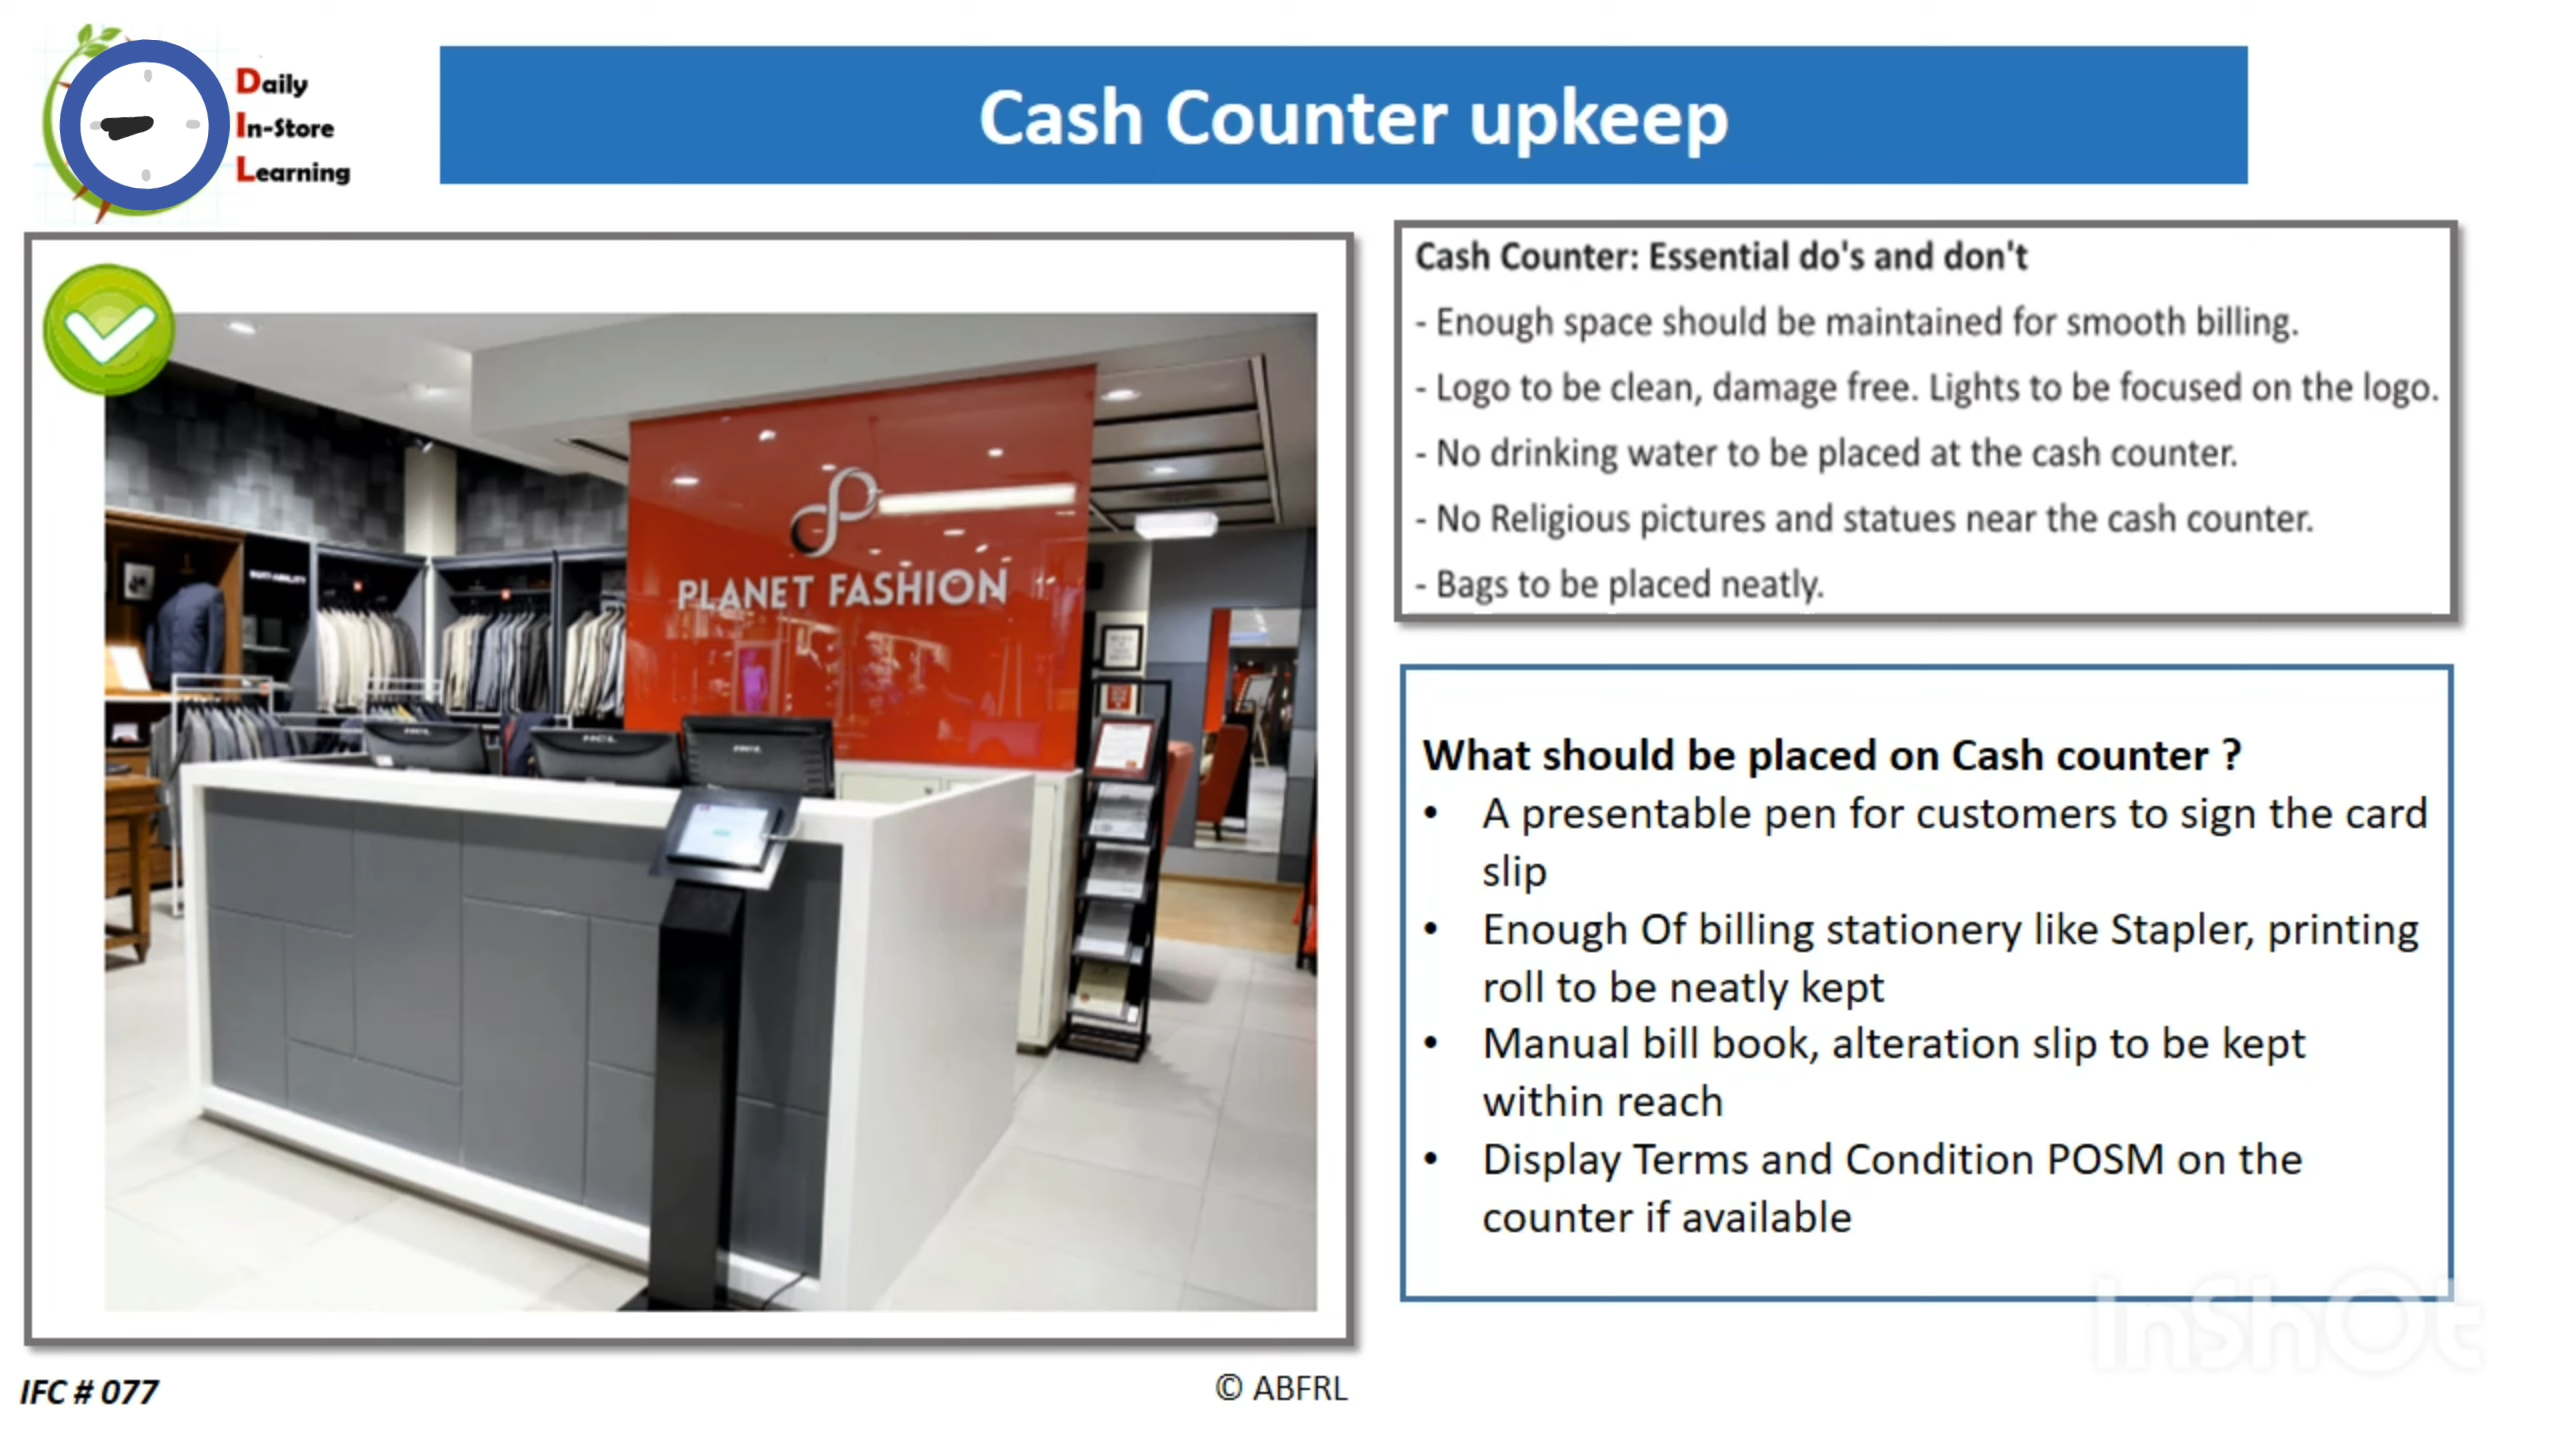 Daily
In-Store
Learning
Cash Counter upkeep
PLANET FASHION
HCL
HCL
HCL
Cash Counter: Essential do's and don't
- Enough space should be maintained for smooth billing.
- Logo to be clean, damage free. Lights to be focused on the logo.
- No drinking water to be placed at the cash counter.
- No Religious pictures and statues near the cash counter.
- Bags to be placed neatly.
What should be placed on Cash counter ?
• A presentable pen for customers to sign the card
slip
• Enough Of billing stationery like Stapler, printing
roll to be neatly kept
• Manual bill book, alteration slip to be kept
within reach
• Display Terms and Condition POSM on the
counter if available
InShOt
IFC # 077
© ABFRL